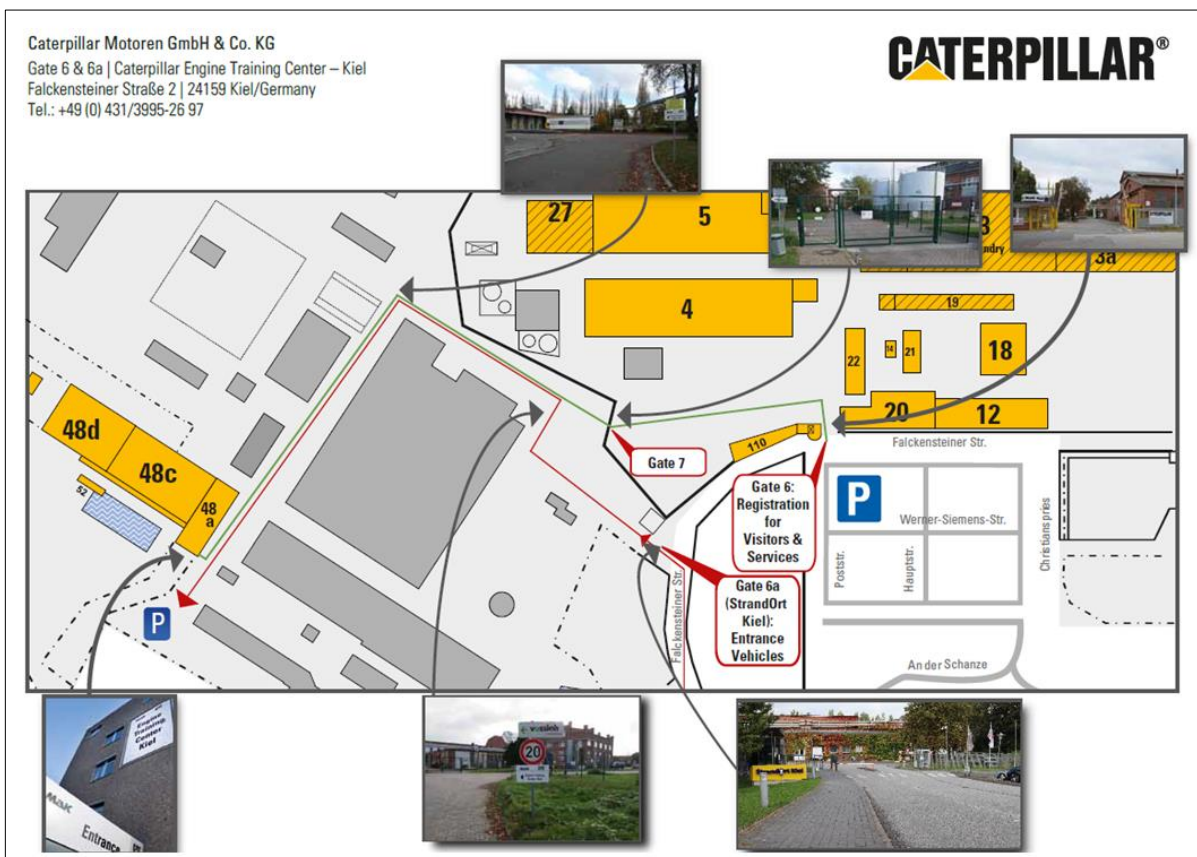 Caterpillar Motoren GmbH & Co. KG
Gate 6 & 6a | Caterpillar Engine Training Center – Kiel
Falckensteiner Straße 2 | 24159 Kiel/Germany
Tel.: +49 (0) 431/3995-26 97
CATERPILLAR®
27
5
3a
4
19
22
14
21
18
20
12
110
Falckensteiner Str.
48d
48c
48
a
52
Gate 7
Gate 6:
Registration
for
Visitors &
Services
P
Werner-Siemens-Str.
Poststr.
Hauptstr.
Christianspries
Gate 6a
(StrandOrt
Kiel):
Entrance
Vehicles
Falckensteiner Str.
An der Schanze
P
Engine
Training
Center
Kiel
MaK
Entrance
20